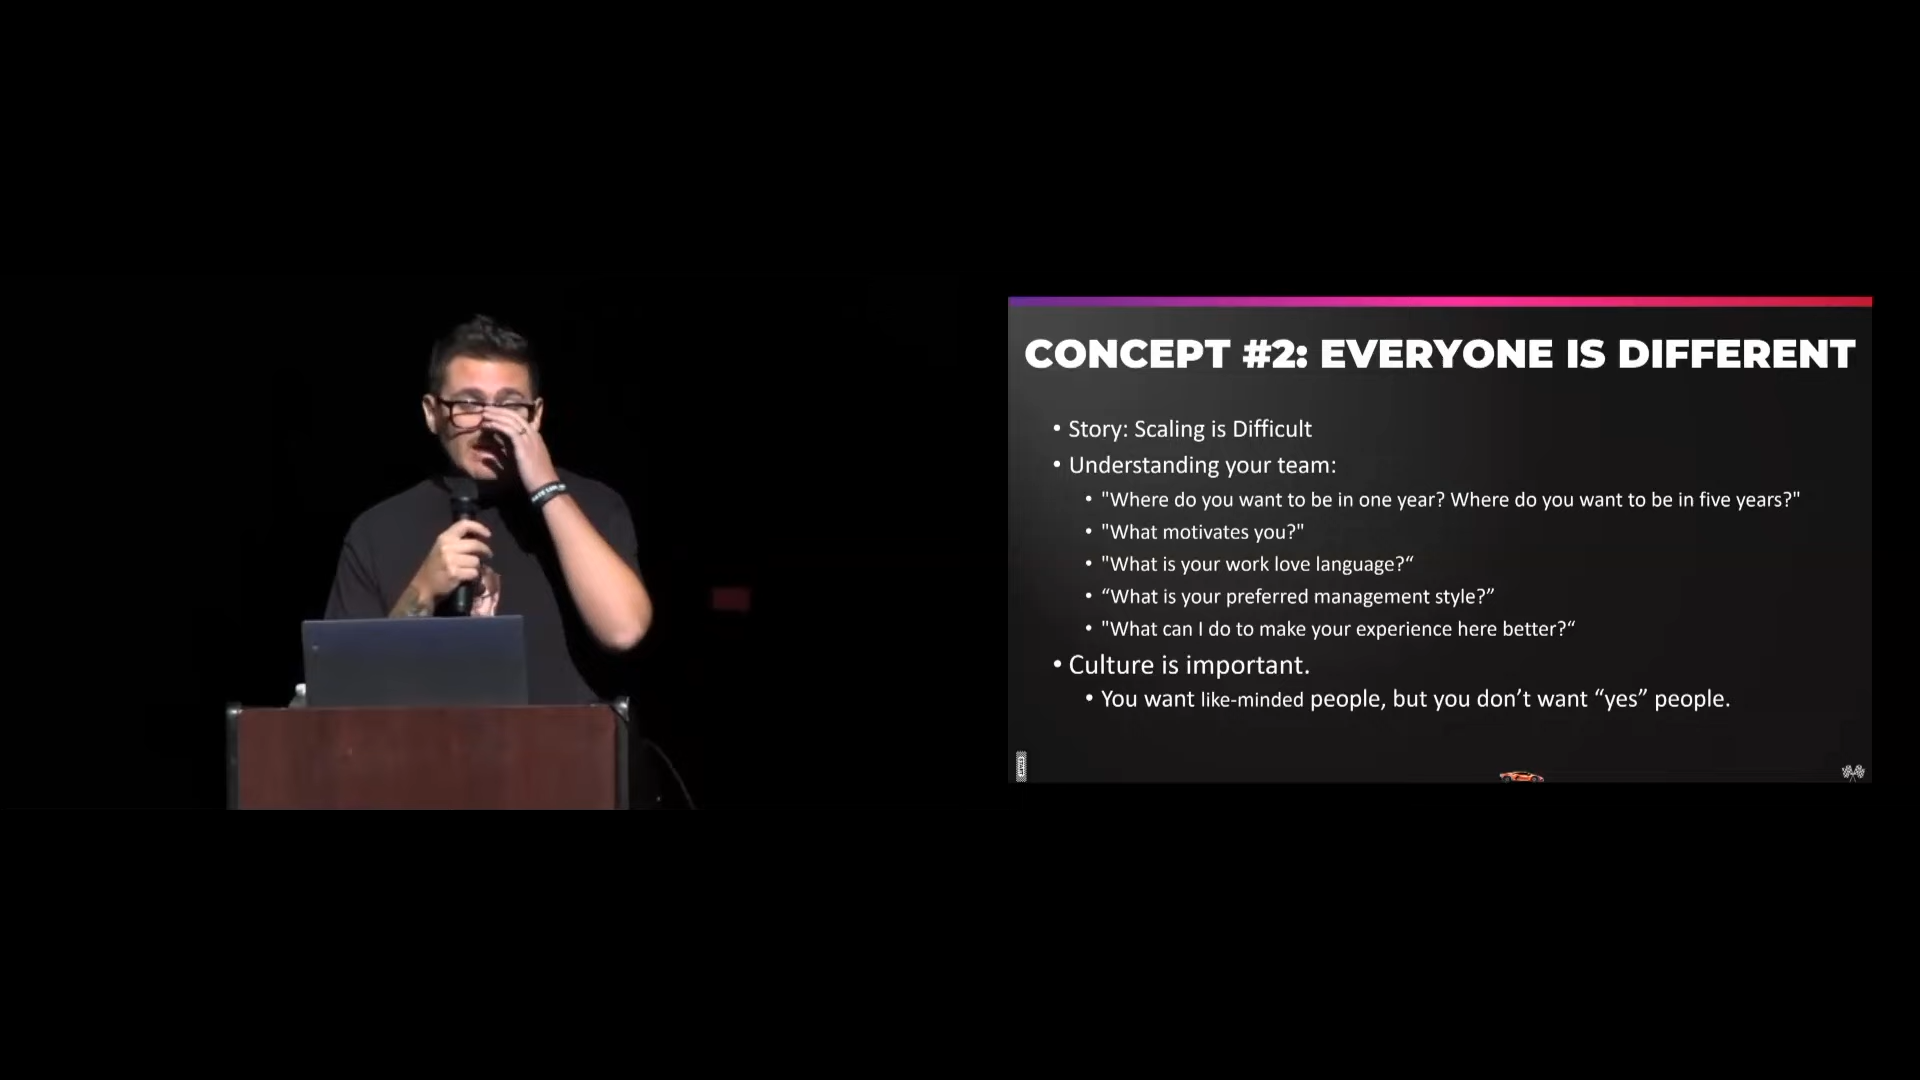 CONCEPT #2: EVERYONE IS DIFFERENT
• Story: Scaling is Difficult
• Understanding your team:
• "Where do you want to be in one year? Where do you want to be in five years?"
• "What motivates you?"
• "What is your work love language?“
• “What is your preferred management style?”
• "What can I do to make your experience here better?“
• Culture is important.
• You want like-minded people, but you don’t want “yes” people.